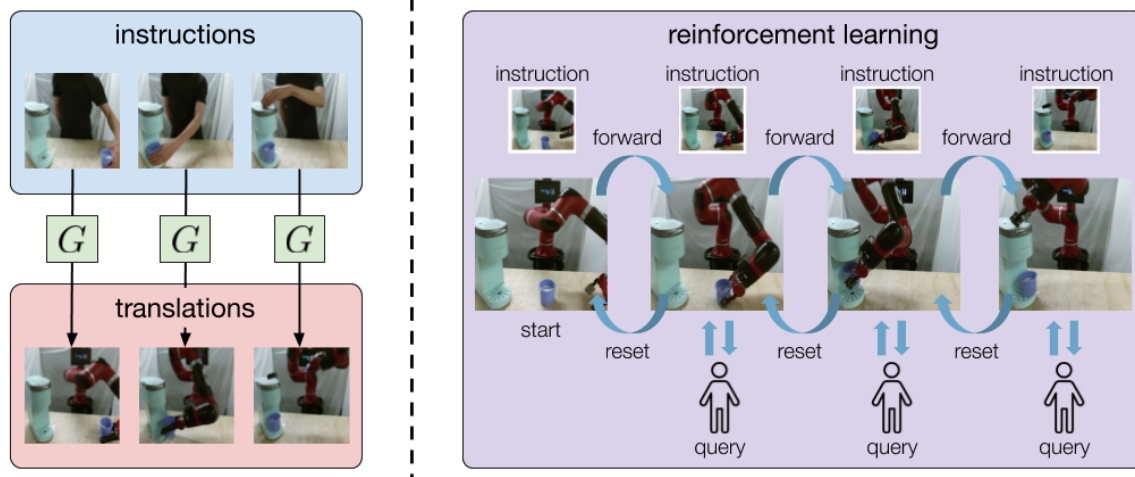 instructions
G
G
G
translations
reinforcement learning
instruction
instruction
instruction
instruction
forward
forward
forward
start
reset
reset
reset
query
query
query